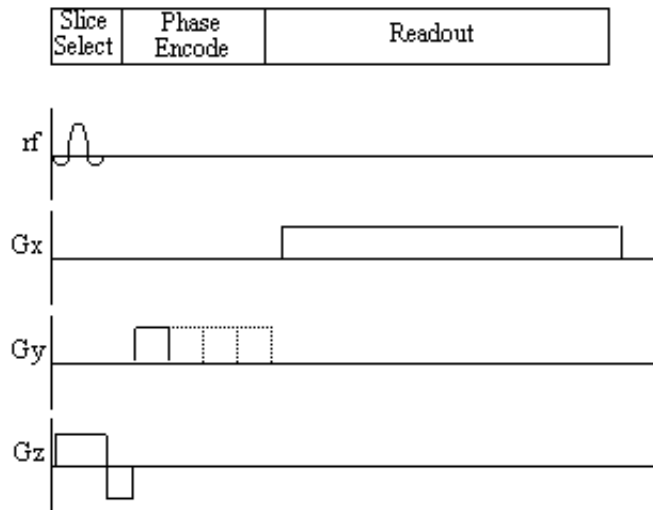 Slice
Select
Phase
Encode
Readout
rf
Gx
Gy
Gz